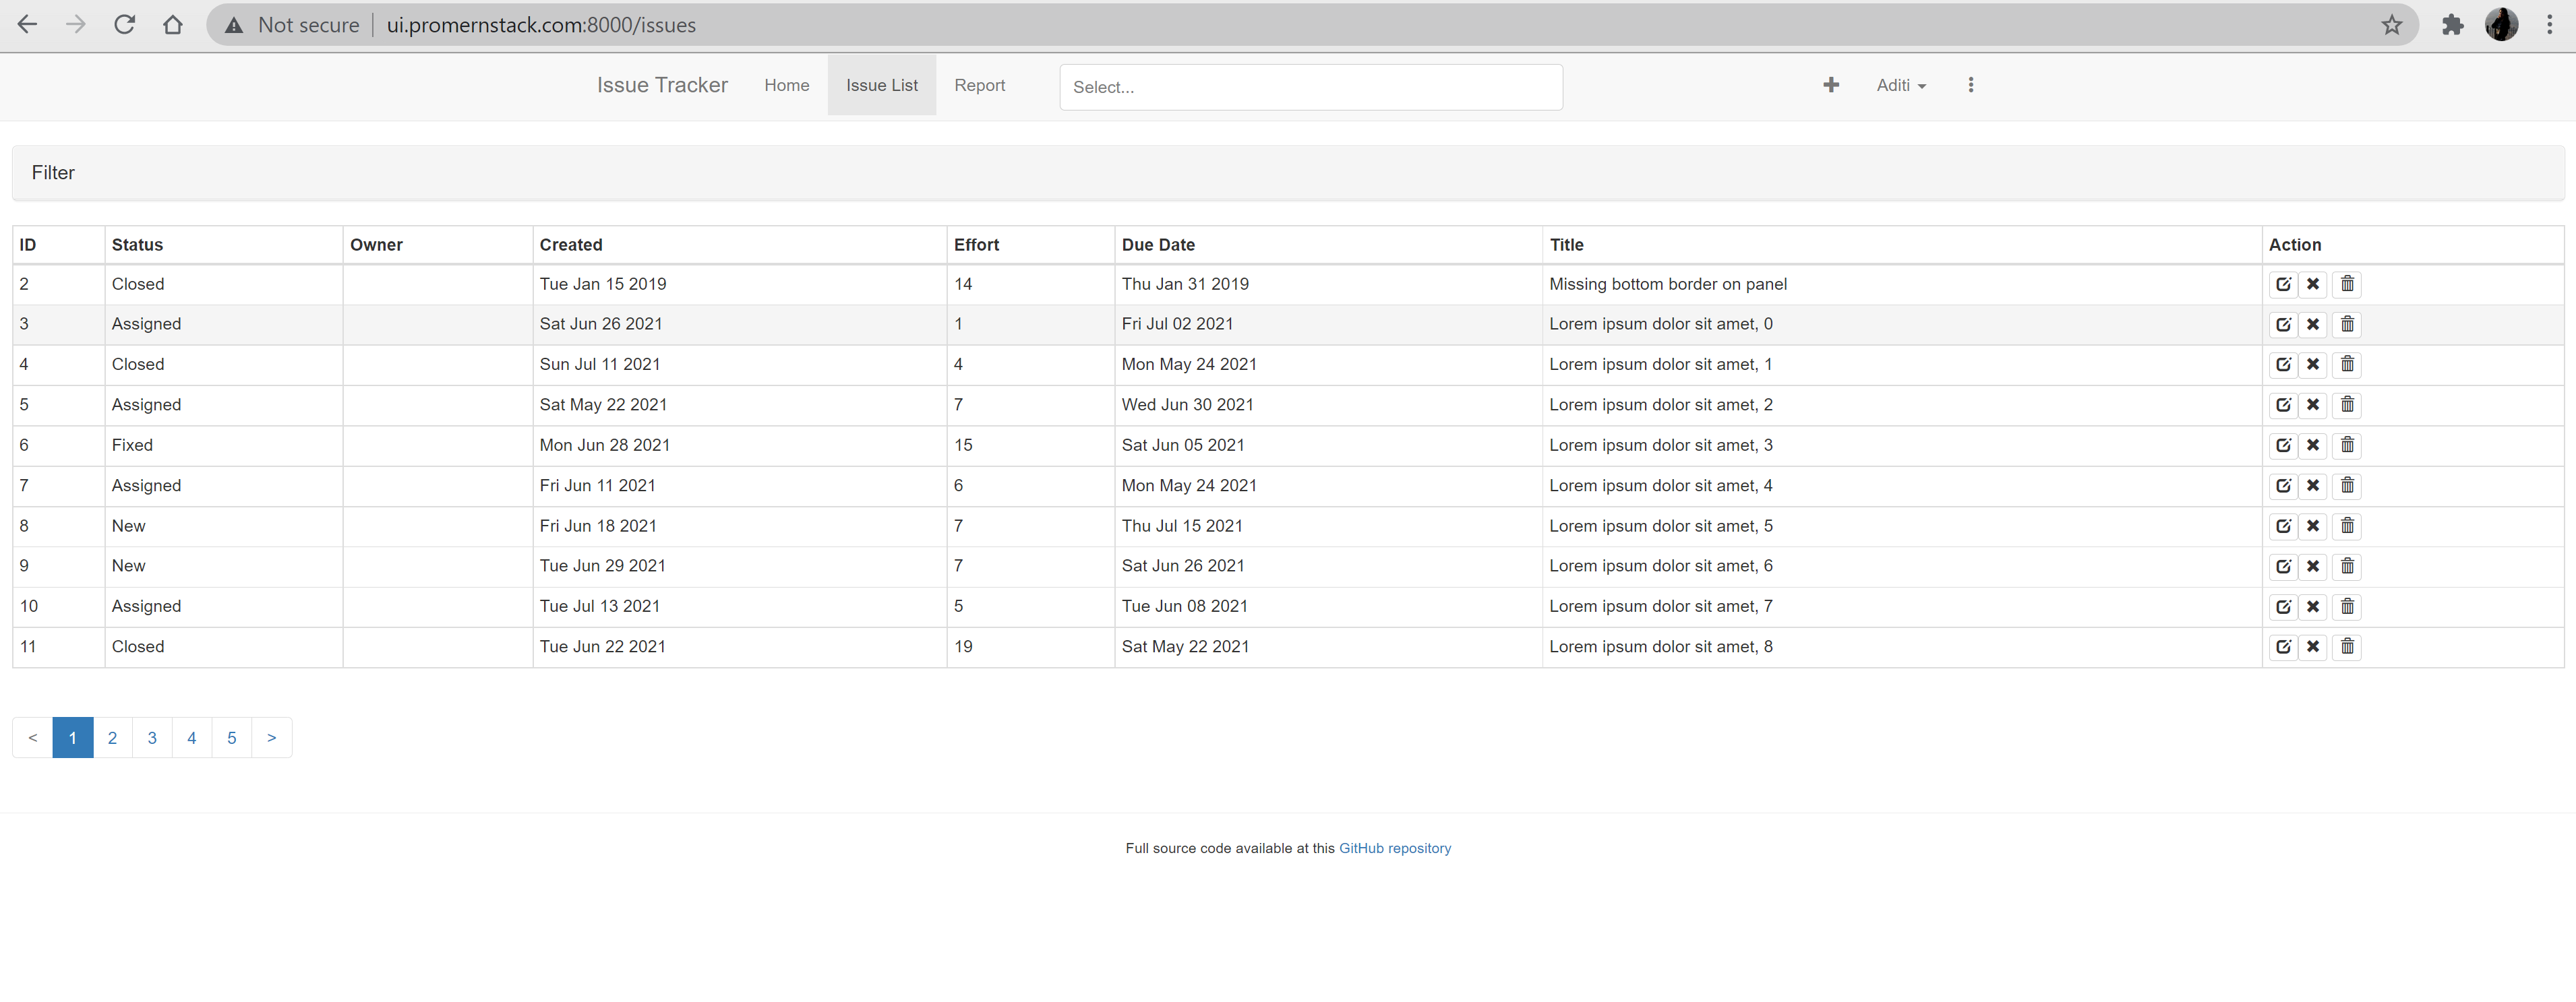 Not secure | ui.promernstack.com:8000/issues
Issue Tracker Home Issue List Report Select... Aditi
Filter
ID Status Owner Created Effort Due Date Title Action
2 Closed Tue Jan 15 2019 14 Thu Jan 31 2019 Missing bottom border on panel
3 Assigned Sat Jun 26 2021 1 Fri Jul 02 2021 Lorem ipsum dolor sit amet, 0
4 Closed Sun Jul 11 2021 4 Mon May 24 2021 Lorem ipsum dolor sit amet, 1
5 Assigned Sat May 22 2021 7 Wed Jun 30 2021 Lorem ipsum dolor sit amet, 2
6 Fixed Mon Jun 28 2021 15 Sat Jun 05 2021 Lorem ipsum dolor sit amet, 3
7 Assigned Fri Jun 11 2021 6 Mon May 24 2021 Lorem ipsum dolor sit amet, 4
8 New Fri Jun 18 2021 7 Thu Jul 15 2021 Lorem ipsum dolor sit amet, 5
9 New Tue Jun 29 2021 7 Sat Jun 26 2021 Lorem ipsum dolor sit amet, 6
10 Assigned Tue Jul 13 2021 5 Tue Jun 08 2021 Lorem ipsum dolor sit amet, 7
11 Closed Tue Jun 22 2021 19 Sat May 22 2021 Lorem ipsum dolor sit amet, 8
< 1 2 3 4 5 >
Full source code available at this GitHub repository